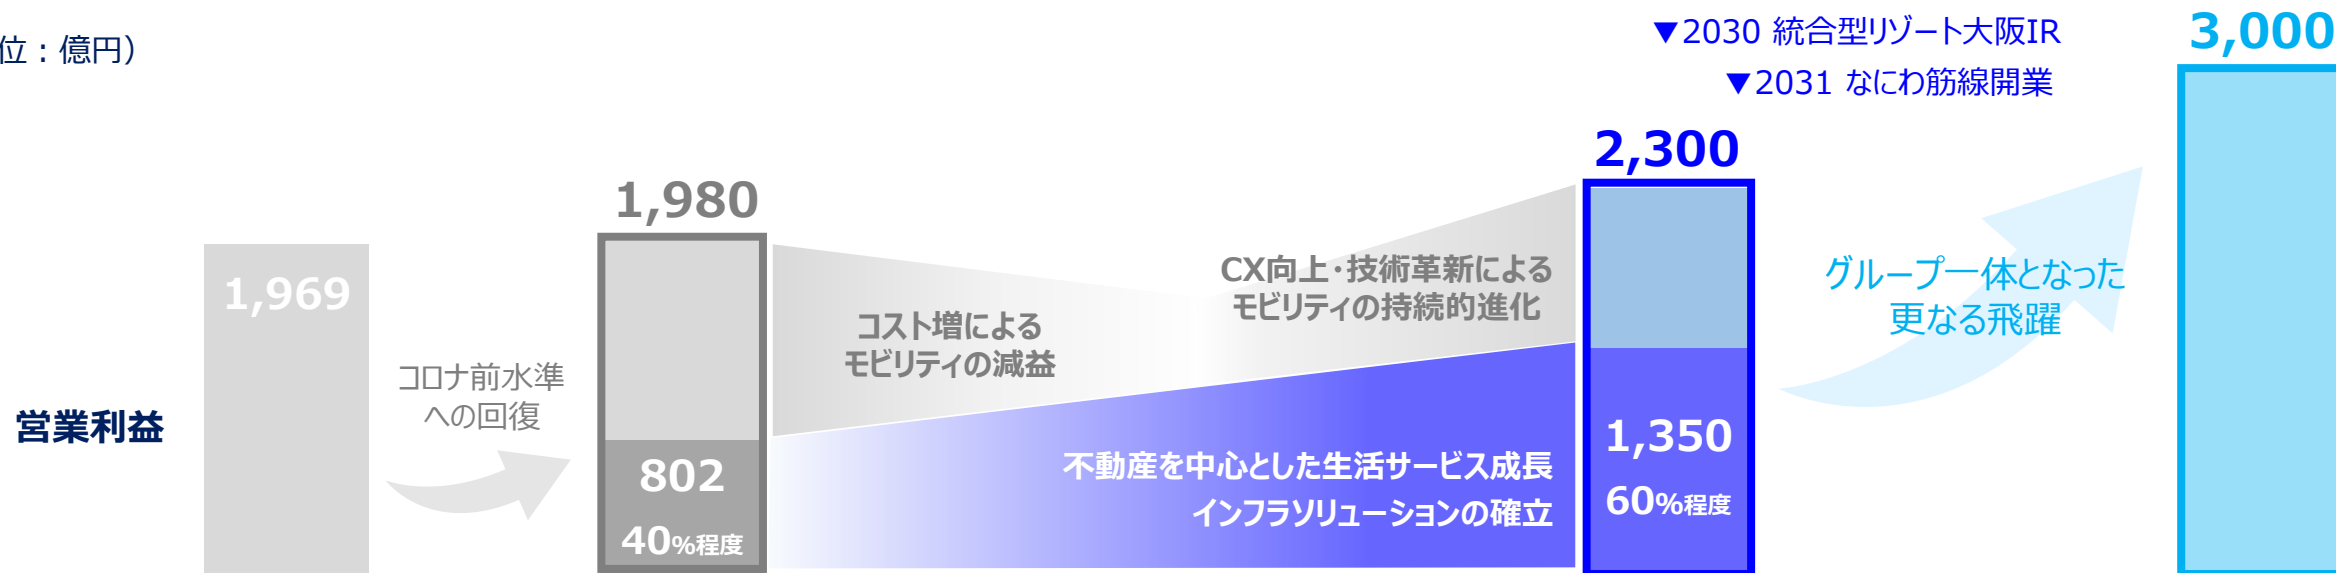 位：億円）
▼2030 統合型リゾート大阪IR
▼2031 なにわ筋線開業
3,000
2,300
1,980
1,969
コロナ前水準
への回復
営業利益
802
40%程度
コスト増による
モビリティの減益
CX向上・技術革新による
モビリティの持続的進化
不動産を中心とした生活サービス成長
インフラソリューションの確立
1,350
60%程度
グループ一体となった
更なる飛躍